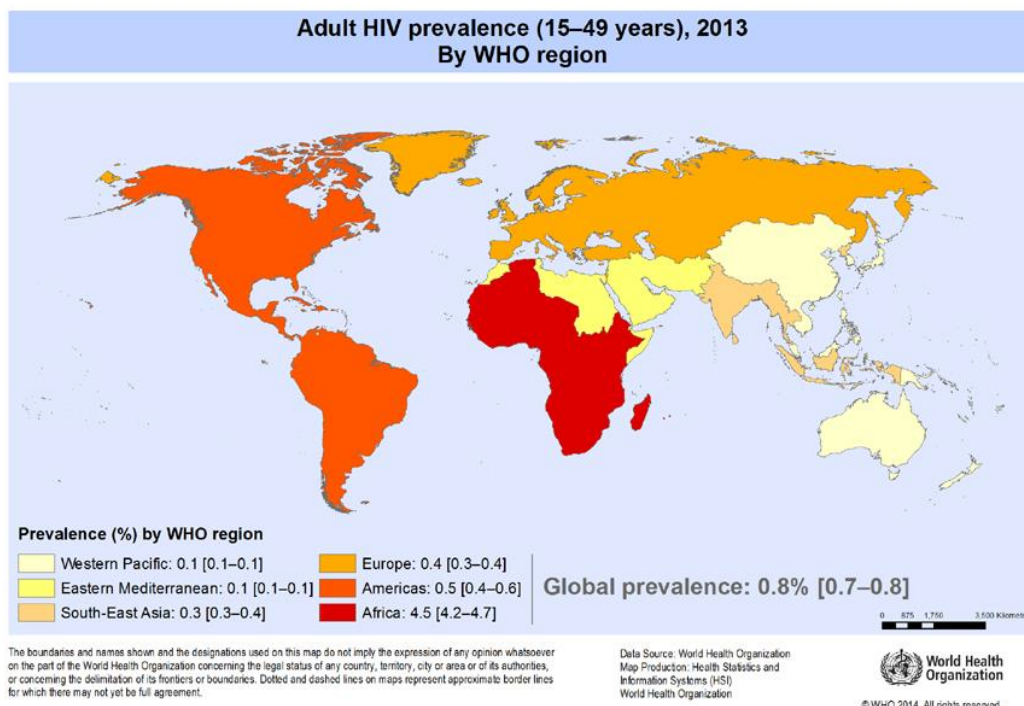 Adult HIV prevalence (15–49 years), 2013
By WHO region
Prevalence (%) by WHO region
Western Pacific: 0.1 [0.1–0.1]
Eastern Mediterranean: 0.1 [0.1–0.1]
South-East Asia: 0.3 [0.3–0.4]
Europe: 0.4 [0.3–0.4]
Americas: 0.5 [0.4–0.6]
Africa: 4.5 [4.2–4.7]
Global prevalence: 0.8% [0.7–0.8]
0 875 1,750 3,500 Kilomete
The boundaries and names shown and the designations used on this map do not imply the expression of any opinion whatsoever
on the part of the World Health Organization concerning the legal status of any country, territory, city or area or of its authorities,
or concerning the delimitation of its frontiers or boundaries. Dotted and dashed lines on maps represent approximate border lines
for which there may not yet be full agreement.
Data Source: World Health Organization
Map Production: Health Statistics and
Information Systems (HSI)
World Health Organization
World Health
Organization
© WHO 2014. All rights reserved